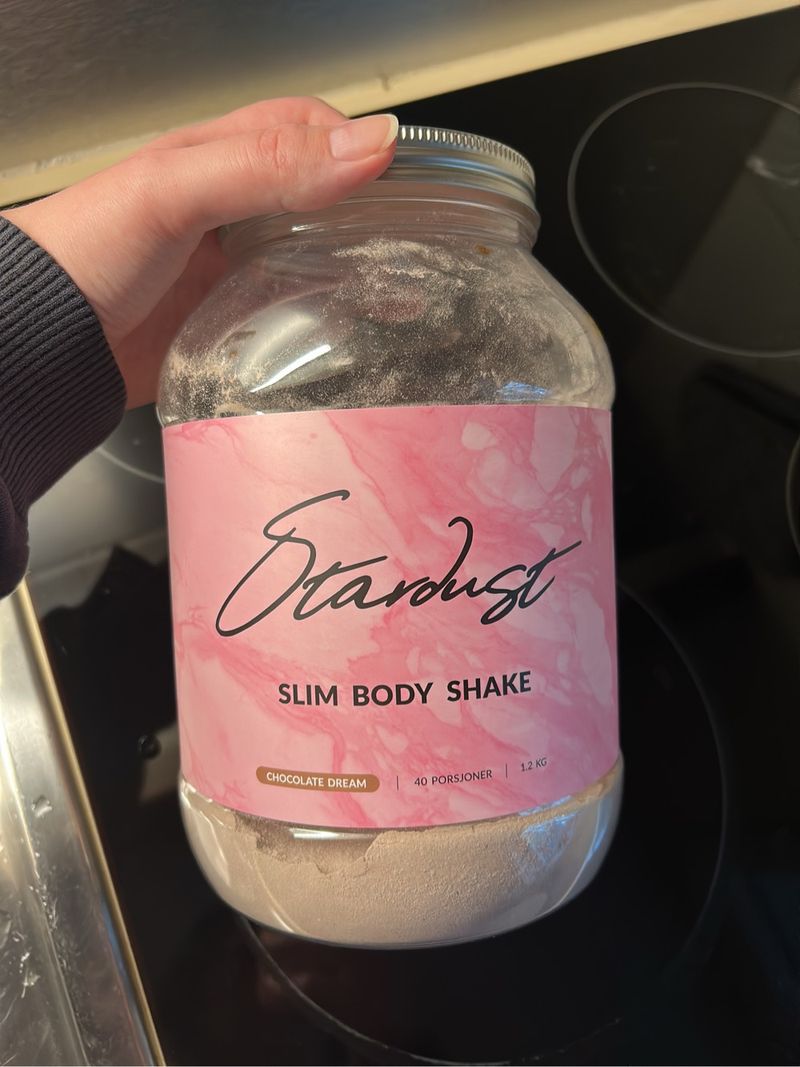 Stardust
SLIM BODY SHAKE
CHOCOLATE DREAM | 40 PORSJONER | 1.2 KG